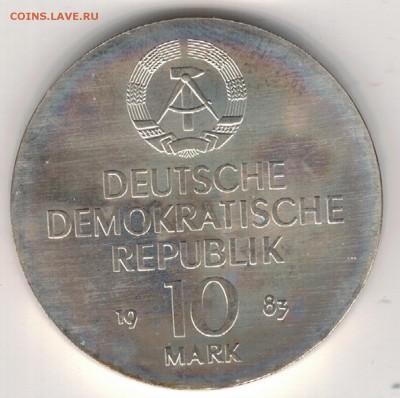 COINS.LAVE.RU
DEUTSCHE
DEMOKRATISCHE
REPUBLIK
19 10 83
MARK